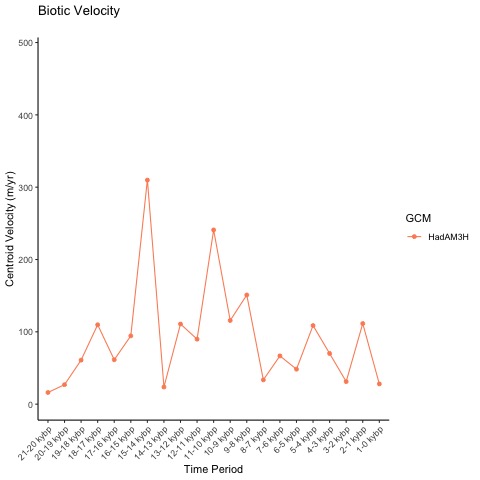 Biotic Velocity
500
400
300
200
100
0
Centroid Velocity (m/yr)
21-20 kybp
20-19 kybp
19-18 kybp
18-17 kybp
17-16 kybp
16-15 kybp
15-14 kybp
14-13 kybp
13-12 kybp
12-11 kybp
11-10 kybp
10-9 kybp
9-8 kybp
8-7 kybp
7-6 kybp
6-5 kybp
5-4 kybp
4-3 kybp
3-2 kybp
2-1 kybp
1-0 kybp
Time Period
GCM
HadAM3H